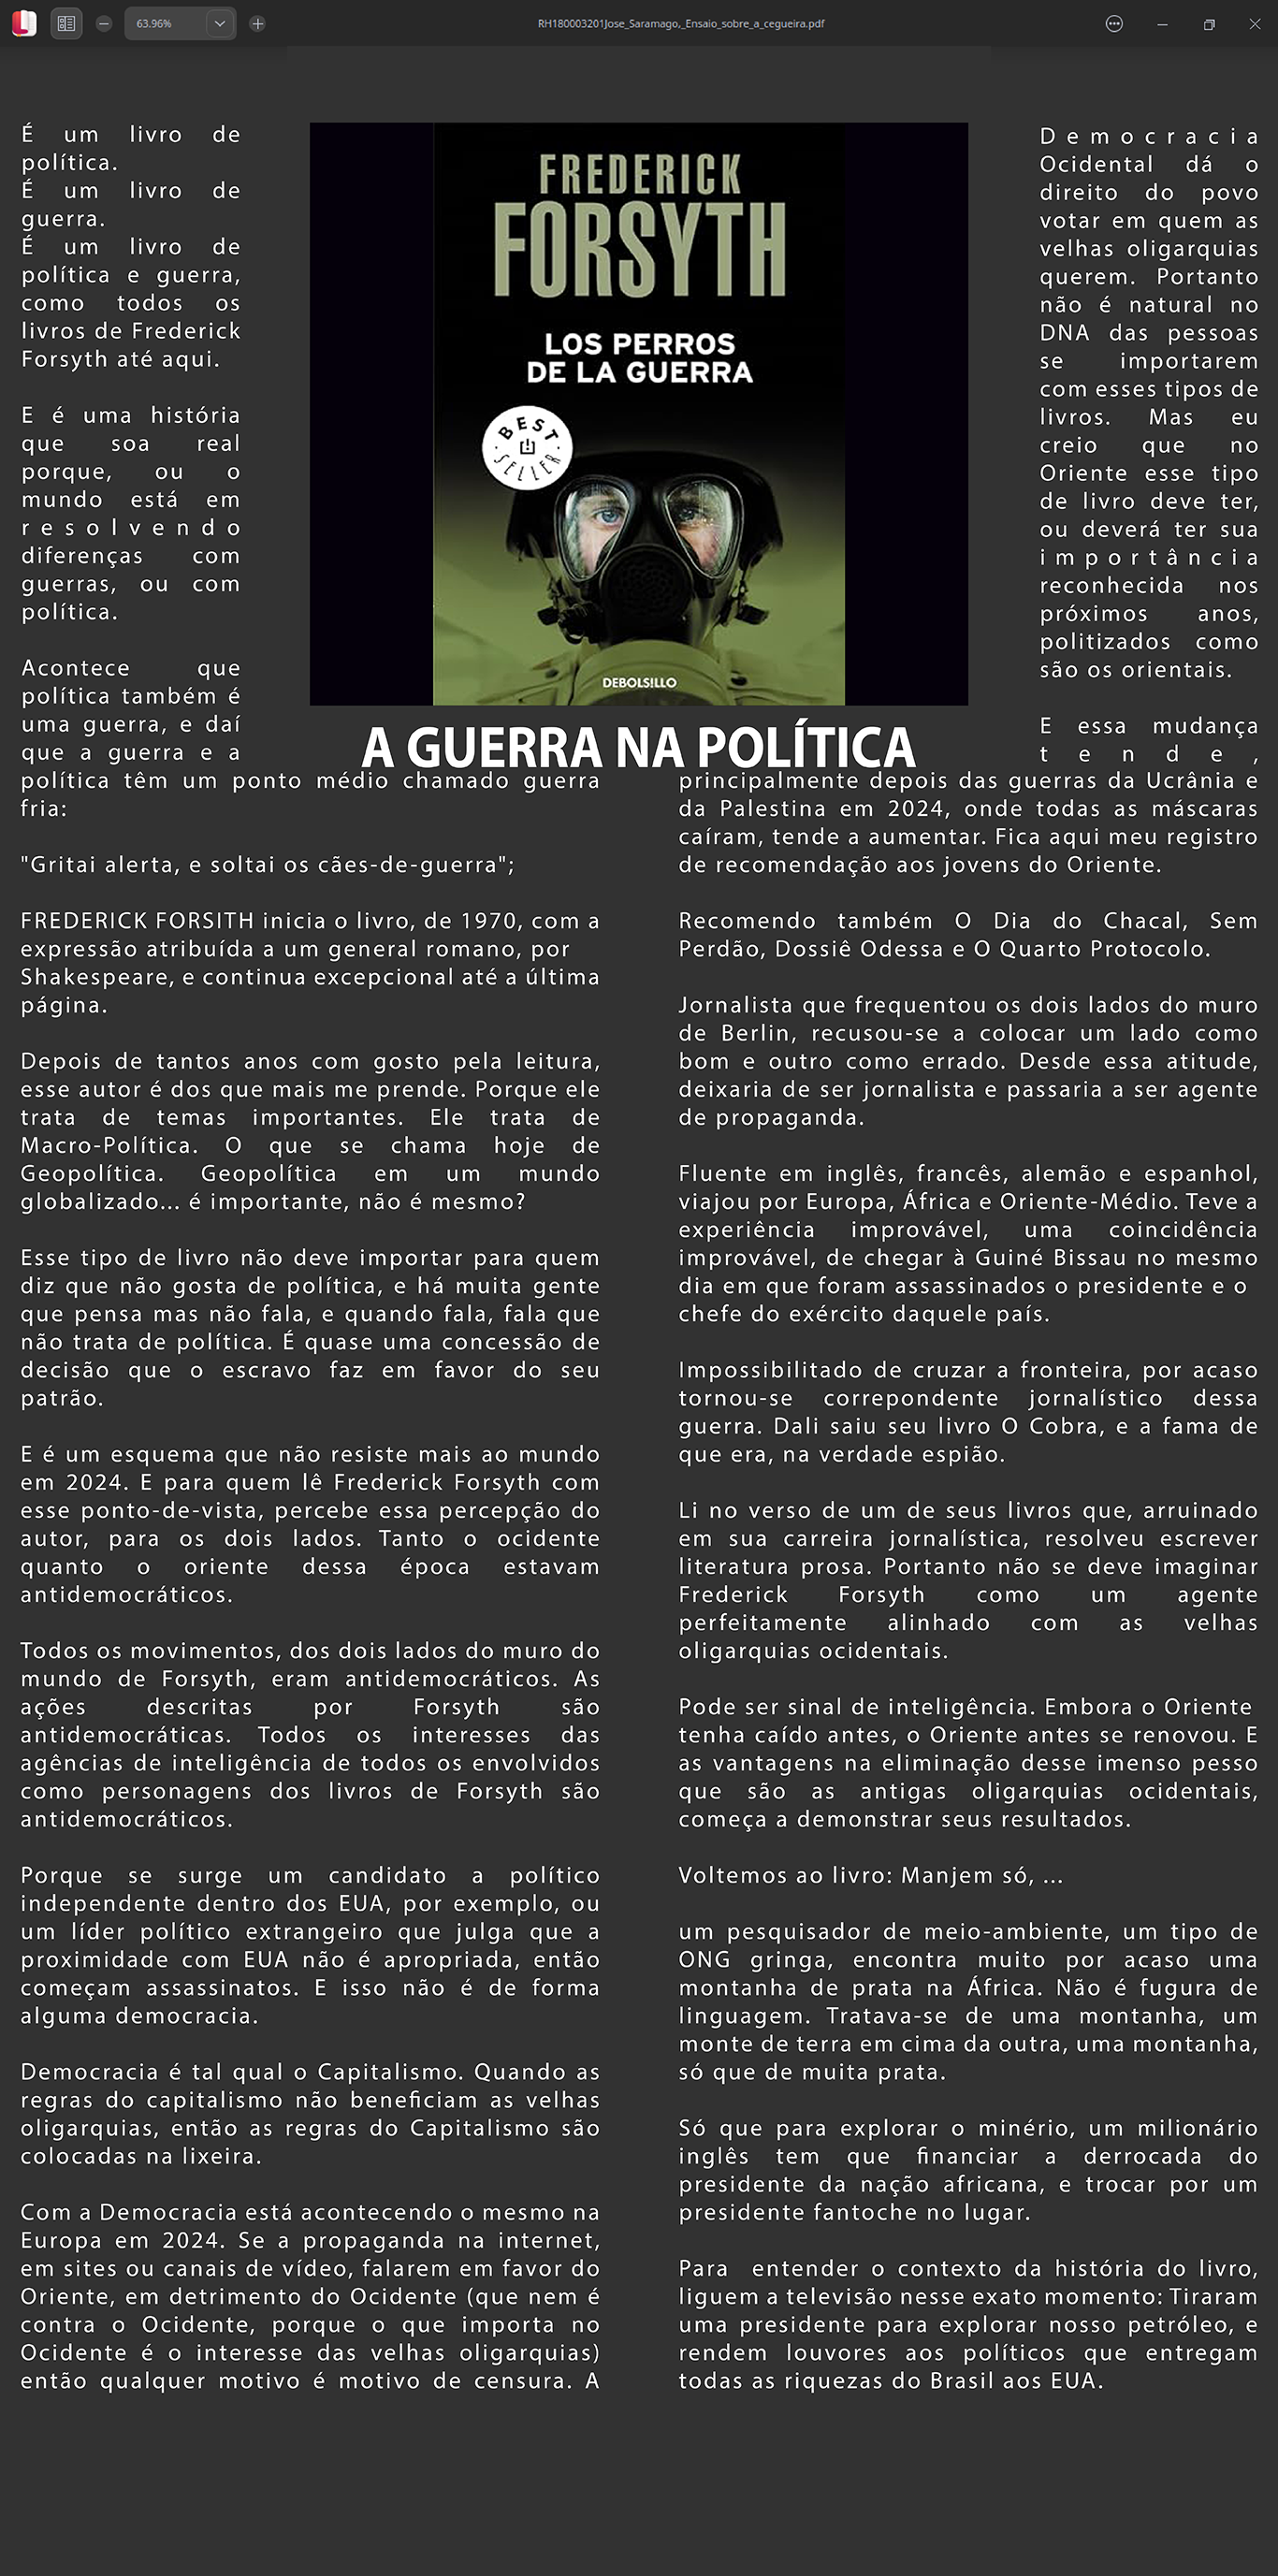 63.96%
RH180003201Jose_Saramago,_Ensaio_sobre_a_cegueira.pdf
É um livro de
política.
É um livro de
guerra.
É um livro de
política e guerra,
como todos os
livros de Frederick
Forsyth até aqui.
E é uma história
que soa real
porque, ou o
mundo está em
resolvendo
diferenças com
guerras, ou com
política.
Acontece que
política também é
uma guerra, e daí
que a guerra e a
política têm um ponto médio chamado guerra
fria:
"Gritai alerta, e soltai os cães-de-guerra";
FREDERICK FORSITH inicia o livro, de 1970, com a
expressão atribuída a um general romano, por
Shakespeare, e continua excepcional até a última
página.
Depois de tantos anos com gosto pela leitura,
esse autor é dos que mais me prende. Porque ele
trata de temas importantes. Ele trata de
Macro-Política. O que se chama hoje de
Geopolítica. Geopolítica em um mundo
globalizado... é importante, não é mesmo?
Esse tipo de livro não deve importar para quem
diz que não gosta de política, e há muita gente
que pensa mas não fala, e quando fala, fala que
não trata de política. É quase uma concessão de
decisão que o escravo faz em favor do seu
patrão.
E é um esquema que não resiste mais ao mundo
em 2024. E para quem lê Frederick Forsyth com
esse ponto-de-vista, percebe essa percepção do
autor, para os dois lados. Tanto o ocidente
quanto o oriente dessa época estavam
antidemocráticos.
Todos os movimentos, dos dois lados do muro do
mundo de Forsyth, eram antidemocráticos. As
ações descritas por Forsyth são
antidemocráticas. Todos os interesses das
agências de inteligência de todos os envolvidos
como personagens dos livros de Forsyth são
antidemocráticos.
Porque se surge um candidato a político
independente dentro dos EUA, por exemplo, ou
um líder político extrangeiro que julga que a
proximidade com EUA não é apropriada, então
começam assassinatos. E isso não é de forma
alguma democracia.
Democracia é tal qual o Capitalismo. Quando as
regras do capitalismo não beneficiam as velhas
oligarquias, então as regras do Capitalismo são
colocadas na lixeira.
Com a Democracia está acontecendo o mesmo na
Europa em 2024. Se a propaganda na internet,
em sites ou canais de vídeo, falarem em favor do
Oriente, em detrimento do Ocidente (que nem é
contra o Ocidente, porque o que importa no
Ocidente é o interesse das velhas oligarquias)
então qualquer motivo é motivo de censura. A
FREDERICK
FORSYTH
LOS PERROS
DE LA GUERRA
BEST
SELLER
DEBOLS!LLO
A GUERRA NA POLÍTICA
Democracia
Ocidental dá o
direito do povo
votar em quem as
velhas oligarquias
querem. Portanto
não é natural no
DNA das pessoas
se importarem
com esses tipos de
livros. Mas eu
creio que no
Oriente esse tipo
de livro deve ter,
ou deverá ter sua
importância
reconhecida nos
próximos anos,
politizados como
são os orientais.
E essa mudança
tende,
principalmente depois das guerras da Ucrânia e
da Palestina em 2024, onde todas as máscaras
caíram, tende a aumentar. Fica aqui meu registro
de recomendação aos jovens do Oriente.
Recomendo também O Dia do Chacal, Sem
Perdão, Dossiê Odessa e O Quarto Protocolo.
Jornalista que frequentou os dois lados do muro
de Berlin, recusou-se a colocar um lado como
bom e outro como errado. Desde essa atitude,
deixaria de ser jornalista e passaria a ser agente
de propaganda.
Fluente em inglês, francês, alemão e espanhol,
viajou por Europa, África e Oriente-Médio. Teve a
experiência improvável, uma coincidência
improvável, de chegar à Guiné Bissau no mesmo
dia em que foram assassinados o presidente e o
chefe do exército daquele país.
Impossibilitado de cruzar a fronteira, por acaso
tornou-se correpondente jornalístico dessa
guerra. Dali saiu seu livro O Cobra, e a fama de
que era, na verdade espião.
Li no verso de um de seus livros que, arruinado
em sua carreira jornalística, resolveu escrever
literatura prosa. Portanto não se deve imaginar
Frederick Forsyth como um agente
perfeitamente alinhado com as velhas
oligarquias ocidentais.
Pode ser sinal de inteligência. Embora o Oriente
tenha caído antes, o Oriente antes se renovou. E
as vantagens na eliminação desse imenso pesso
que são as antigas oligarquias ocidentais,
começa a demonstrar seus resultados.
Voltemos ao livro: Manjem só, ...
um pesquisador de meio-ambiente, um tipo de
ONG gringa, encontra muito por acaso uma
montanha de prata na África. Não é fugura de
linguagem. Tratava-se de uma montanha, um
monte de terra em cima da outra, uma montanha,
só que de muita prata.
Só que para explorar o minério, um milionário
inglês tem que financiar a derrocada do
presidente da nação africana, e trocar por um
presidente fantoche no lugar.
Para entender o contexto da história do livro,
liguem a televisão nesse exato momento: Tiraram
uma presidente para explorar nosso petróleo, e
rendem louvores aos políticos que entregam
todas as riquezas do Brasil aos EUA.